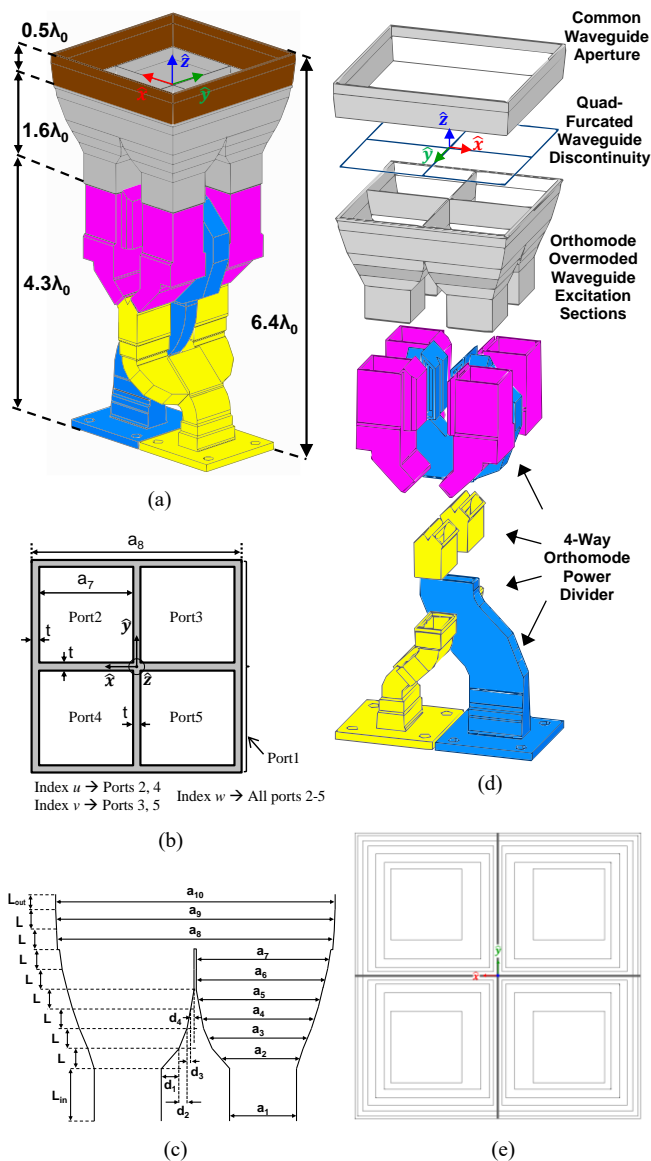 0.5λ₀
1.6λ₀
4.3λ₀
6.4λ₀
ẑ
x̂
ŷ
(a)
Common
Waveguide
Aperture
Quad-
Furcated
Waveguide
Discontinuity
ẑ
ŷ
x̂
Orthomode
Overmoded
Waveguide
Excitation
Sections
4-Way
Orthomode
Power
Divider
(d)
a₈
a₇
Port2
Port3
t
t
ŷ
x̂
ẑ
Port4
t
Port5
Port1
Index u → Ports 2, 4
Index v → Ports 3, 5
Index w → All ports 2-5
(b)
Lout
L
L
L
L
L
L
L
L
Lin
a₁₀
a₉
a₈
a₇
a₆
a₅
a₄
a₃
a₂
a₁
d₄
d₃
d₁
d₂
(c)
ŷ
x̂
(e)